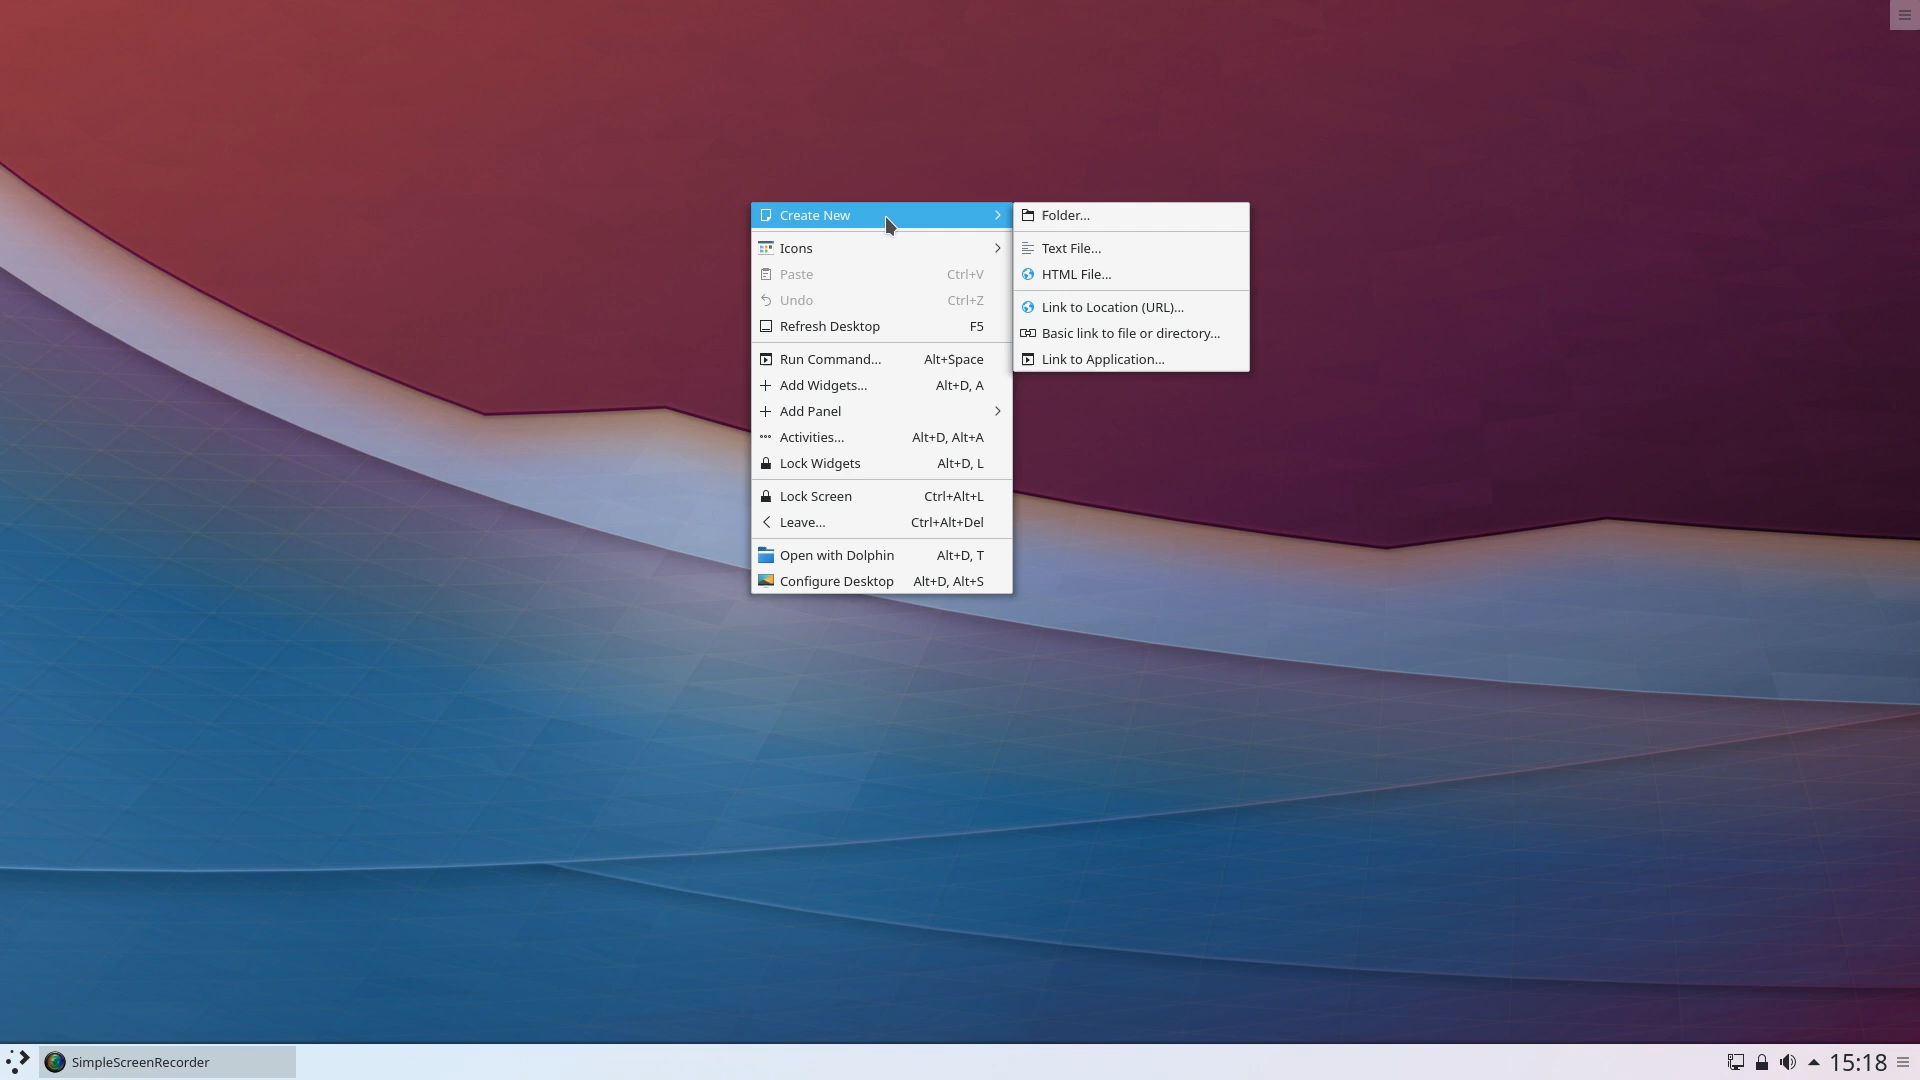 Create New
Icons
Paste Ctrl+V
Undo Ctrl+Z
Refresh Desktop F5
Run Command... Alt+Space
Add Widgets... Alt+D, A
Add Panel
Activities... Alt+D, Alt+A
Lock Widgets Alt+D, L
Lock Screen Ctrl+Alt+L
Leave... Ctrl+Alt+Del
Open with Dolphin Alt+D, T
Configure Desktop Alt+D, Alt+S
Folder...
Text File...
HTML File...
Link to Location (URL)...
Basic link to file or directory...
Link to Application...
SimpleScreenRecorder
15:18